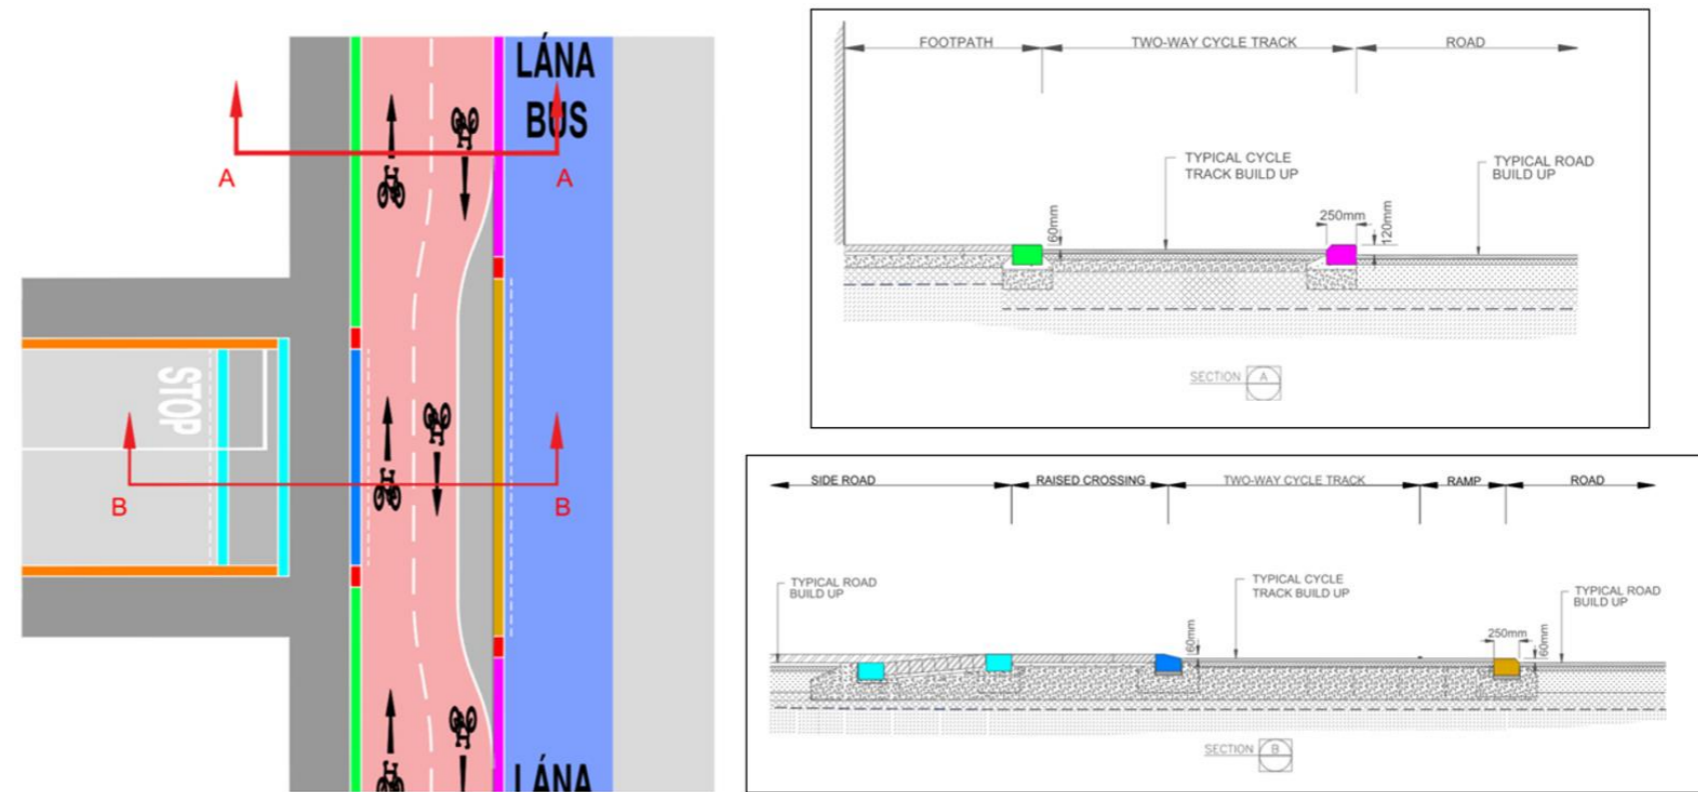 LÁNA
BUS
A
A
STOP
B
B
LÁNA
FOOTPATH
TWO-WAY CYCLE TRACK
ROAD
TYPICAL CYCLE
TRACK BUILD UP
TYPICAL ROAD
BUILD UP
60mm
250mm
120mm
SECTION A
SIDE ROAD
RAISED CROSSING
TWO-WAY CYCLE TRACK
RAMP
ROAD
TYPICAL ROAD
BUILD UP
TYPICAL CYCLE
TRACK BUILD UP
TYPICAL ROAD
BUILD UP
60mm
250mm
60mm
SECTION B